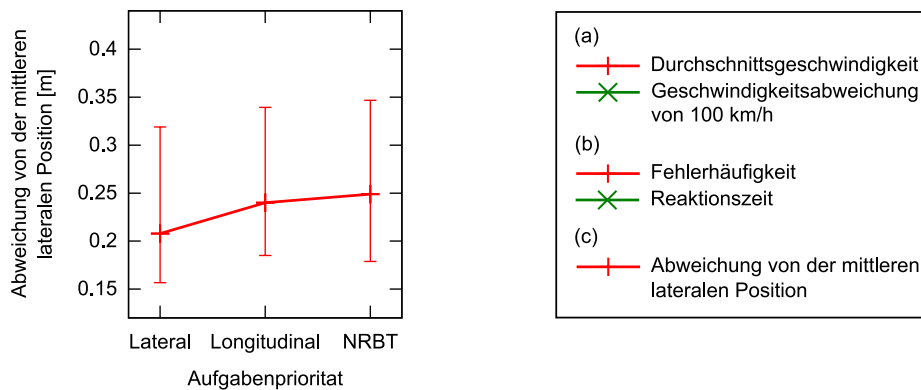 Abweichung von der mittleren
lateralen Position [m]
0.4
0.35
0.3
0.25
0.2
0.15
Lateral Longitudinal NRBT
Aufgabenprioritat
(a)
Durchschnittsgeschwindigkeit
Geschwindigkeitsabweichung
von 100 km/h
(b)
Fehlerhäufigkeit
Reaktionszeit
(c)
Abweichung von der mittleren
lateralen Position